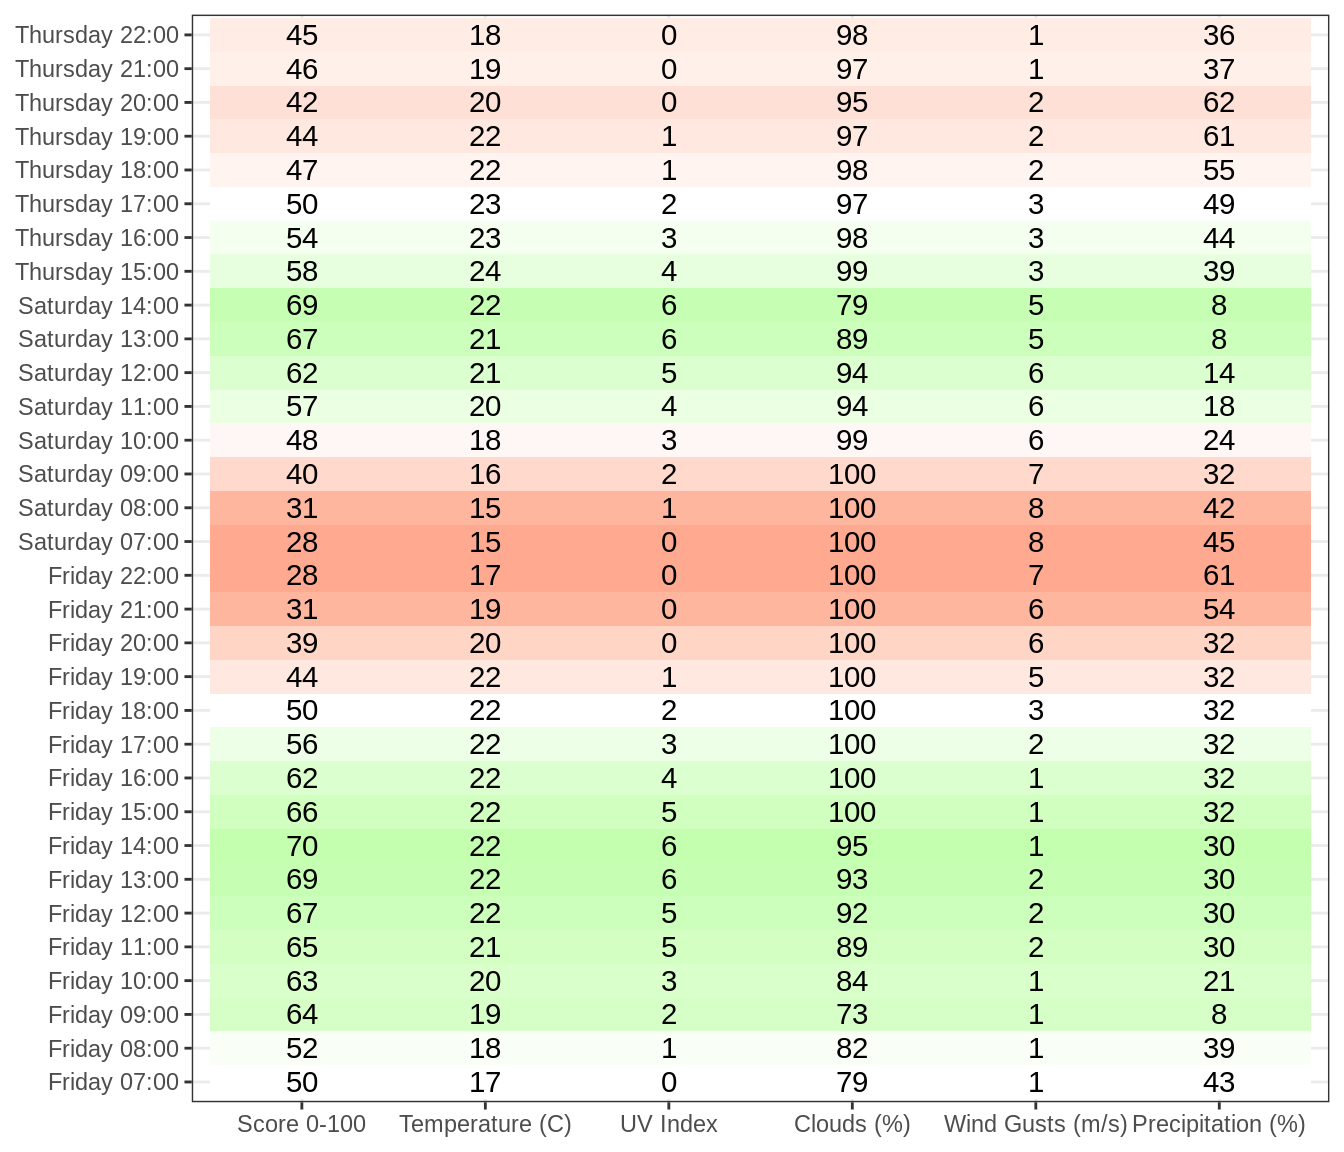 Thursday 22:00 45 18 0 98 1 36
Thursday 21:00 46 19 0 97 1 37
Thursday 20:00 42 20 0 95 2 62
Thursday 19:00 44 22 1 97 2 61
Thursday 18:00 47 22 1 98 2 55
Thursday 17:00 50 23 2 97 3 49
Thursday 16:00 54 23 3 98 3 44
Thursday 15:00 58 24 4 99 3 39
Saturday 14:00 69 22 6 79 5 8
Saturday 13:00 67 21 6 89 5 8
Saturday 12:00 62 21 5 94 6 14
Saturday 11:00 57 20 4 94 6 18
Saturday 10:00 48 18 3 99 6 24
Saturday 09:00 40 16 2 100 7 32
Saturday 08:00 31 15 1 100 8 42
Saturday 07:00 28 15 0 100 8 45
Friday 22:00 28 17 0 100 7 61
Friday 21:00 31 19 0 100 6 54
Friday 20:00 39 20 0 100 6 32
Friday 19:00 44 22 1 100 5 32
Friday 18:00 50 22 2 100 3 32
Friday 17:00 56 22 3 100 2 32
Friday 16:00 62 22 4 100 1 32
Friday 15:00 66 22 5 100 1 32
Friday 14:00 70 22 6 95 1 30
Friday 13:00 69 22 6 93 2 30
Friday 12:00 67 22 5 92 2 30
Friday 11:00 65 21 5 89 2 30
Friday 10:00 63 20 3 84 1 21
Friday 09:00 64 19 2 73 1 8
Friday 08:00 52 18 1 82 1 39
Friday 07:00 50 17 0 79 1 43
Score 0-100 Temperature (C) UV Index Clouds (%) Wind Gusts (m/s) Precipitation (%)